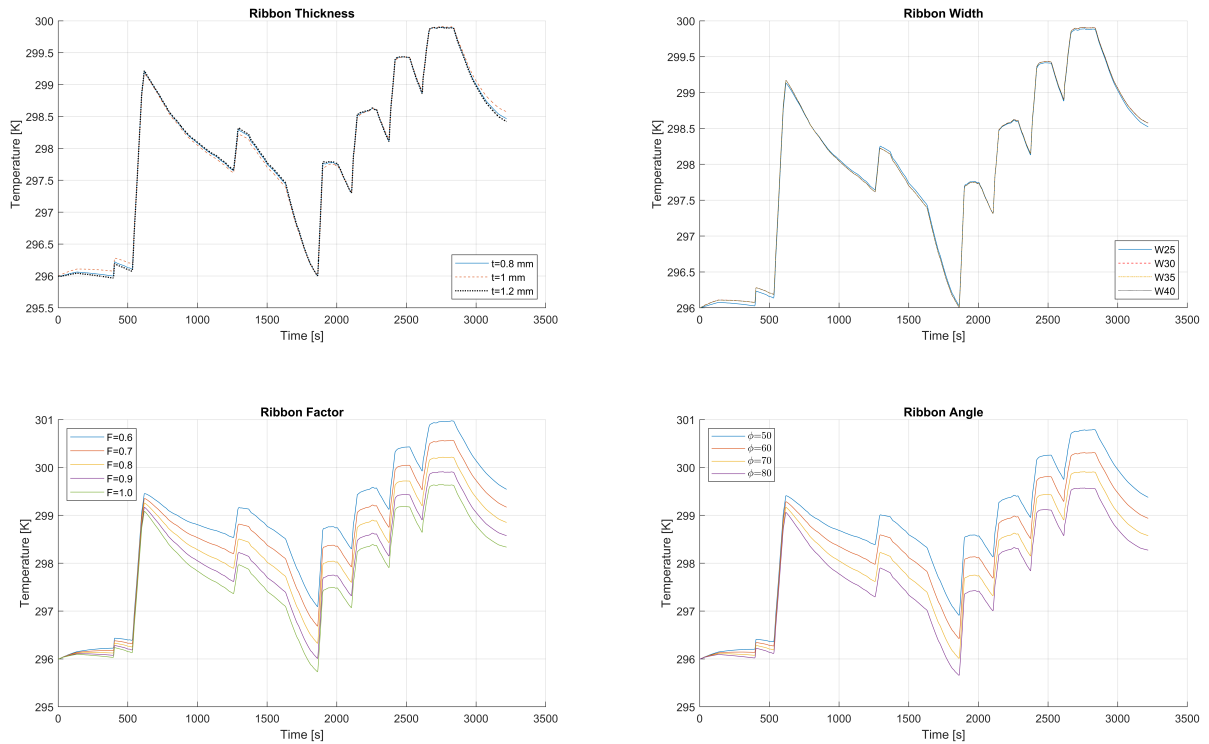 Ribbon Thickness
300
299.5
299
298.5
298
297.5
297
296.5
296
295.5
Temperature [K]
0 500 1000 1500 2000 2500 3000 3500
Time [s]
t=0.8 mm
t=1 mm
t=1.2 mm
Ribbon Width
300
299.5
299
298.5
298
297.5
297
296.5
296
Temperature [K]
0 500 1000 1500 2000 2500 3000 3500
Time [s]
W25
W30
W35
W40
Ribbon Factor
301
300
299
298
297
296
295
Temperature [K]
0 500 1000 1500 2000 2500 3000 3500
Time [s]
F=0.6
F=0.7
F=0.8
F=0.9
F=1.0
Ribbon Angle
301
300
299
298
297
296
295
Temperature [K]
0 500 1000 1500 2000 2500 3000 3500
Time [s]
ϕ=50
ϕ=60
ϕ=70
ϕ=80